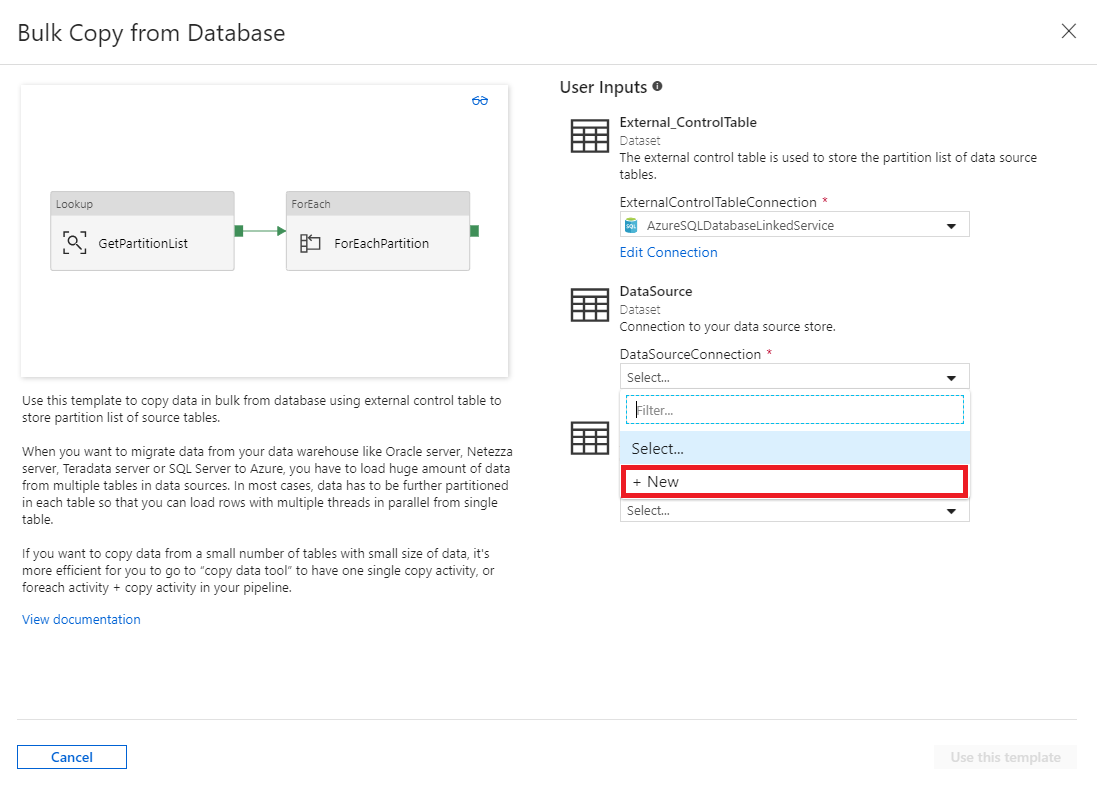 Bulk Copy from Database
Lookup
GetPartitionList
ForEach
ForEachPartition
Use this template to copy data in bulk from database using external control table to
store partition list of source tables.
When you want to migrate data from your data warehouse like Oracle server, Netezza
server, Teradata server or SQL Server to Azure, you have to load huge amount of data
from multiple tables in data sources. In most cases, data has to be further partitioned
in each table so that you can load rows with multiple threads in parallel from single
table.
If you want to copy data from a small number of tables with small size of data, it's
more efficient for you to go to “copy data tool” to have one single copy activity, or
foreach activity + copy activity in your pipeline.
View documentation
User Inputs
External_ControlTable
Dataset
The external control table is used to store the partition list of data source
tables.
ExternalControlTableConnection *
SQL AzureSQLDatabaseLinkedService
Edit Connection
DataSource
Dataset
Connection to your data source store.
DataSourceConnection *
Select...
Filter...
Select...
+ New
Select...
Cancel
Use this template